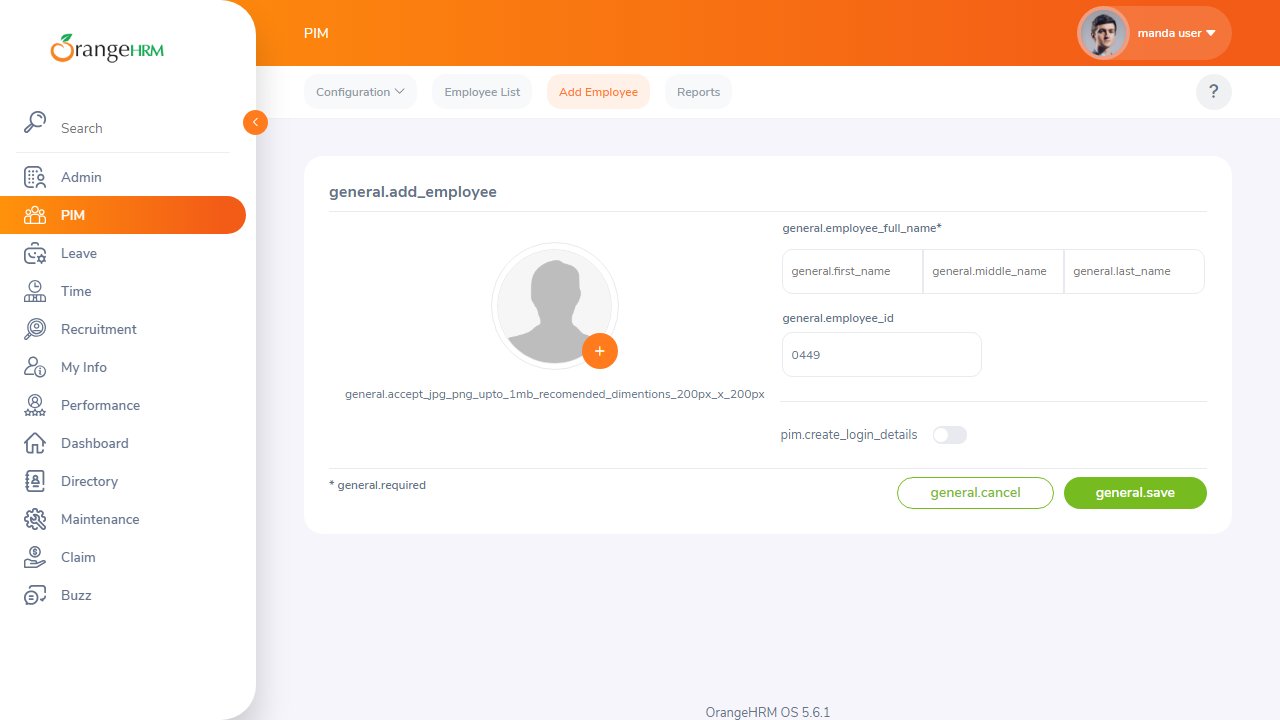 OrangeHRM
PIM
manda user
Configuration
Employee List
Add Employee
Reports
?
Search
Admin
PIM
Leave
Time
Recruitment
My Info
Performance
Dashboard
Directory
Maintenance
Claim
Buzz
general.add_employee
general.accept_jpg_png_upto_1mb_recomended_dimentions_200px_x_200px
general.employee_full_name*
general.first_name general.middle_name general.last_name
general.employee_id
0449
pim.create_login_details
* general.required
general.cancel
general.save
OrangeHRM OS 5.6.1